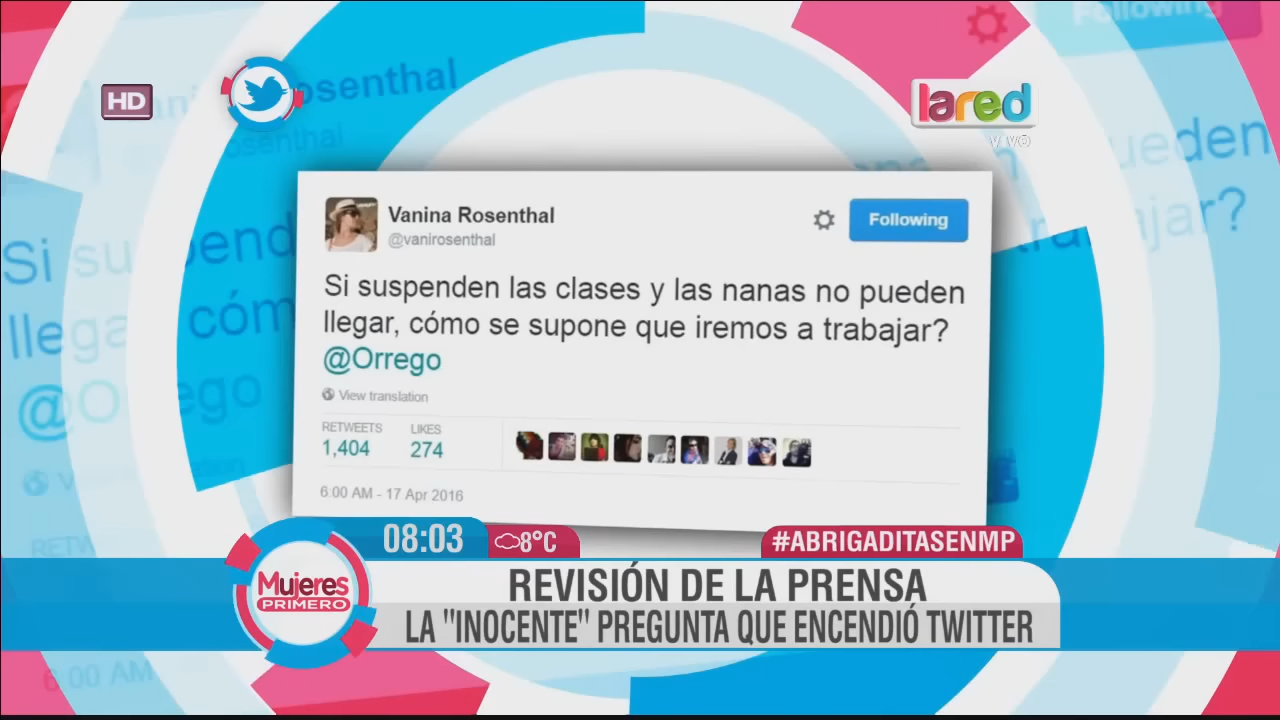 HD
lared
VIVO
Vanina Rosenthal
@vanirosenthal
Following
Si suspenden las clases y las nanas no pueden
llegar, cómo se supone que iremos a trabajar?
@Orrego
View translation
RETWEETS
LIKES
1,404
274
6:00 AM - 17 Apr 2016
08:03
8°C
#ABRIGADITASENMP
Mujeres
PRIMERO
REVISIÓN DE LA PRENSA
LA "INOCENTE" PREGUNTA QUE ENCENDIÓ TWITTER